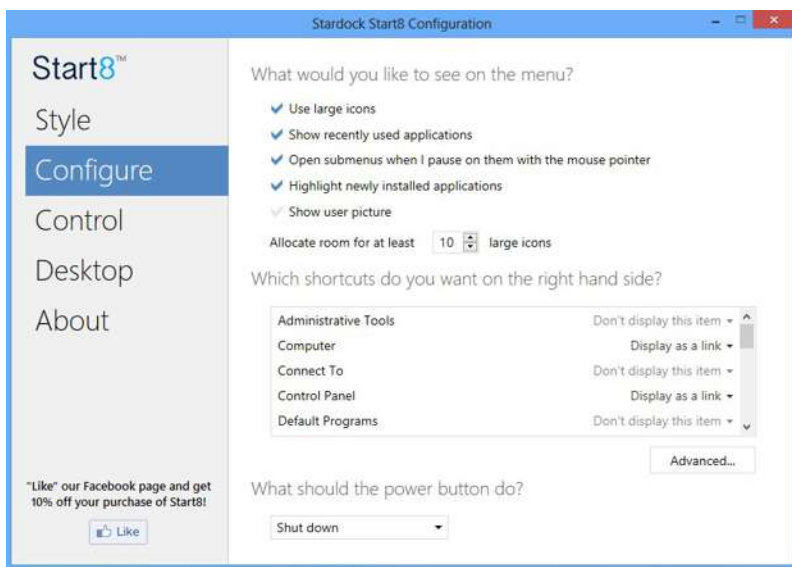 Stardock Start8 Configuration
Start8™
Style
Configure
Control
Desktop
About
"Like" our Facebook page and get
10% off your purchase of Start8!
Like
What would you like to see on the menu?
Use large icons
Show recently used applications
Open submenus when I pause on them with the mouse pointer
Highlight newly installed applications
Show user picture
Allocate room for at least 10 large icons
Which shortcuts do you want on the right hand side?
Administrative Tools Don't display this item
Computer Display as a link
Connect To Don't display this item
Control Panel Display as a link
Default Programs Don't display this item
Advanced...
What should the power button do?
Shut down